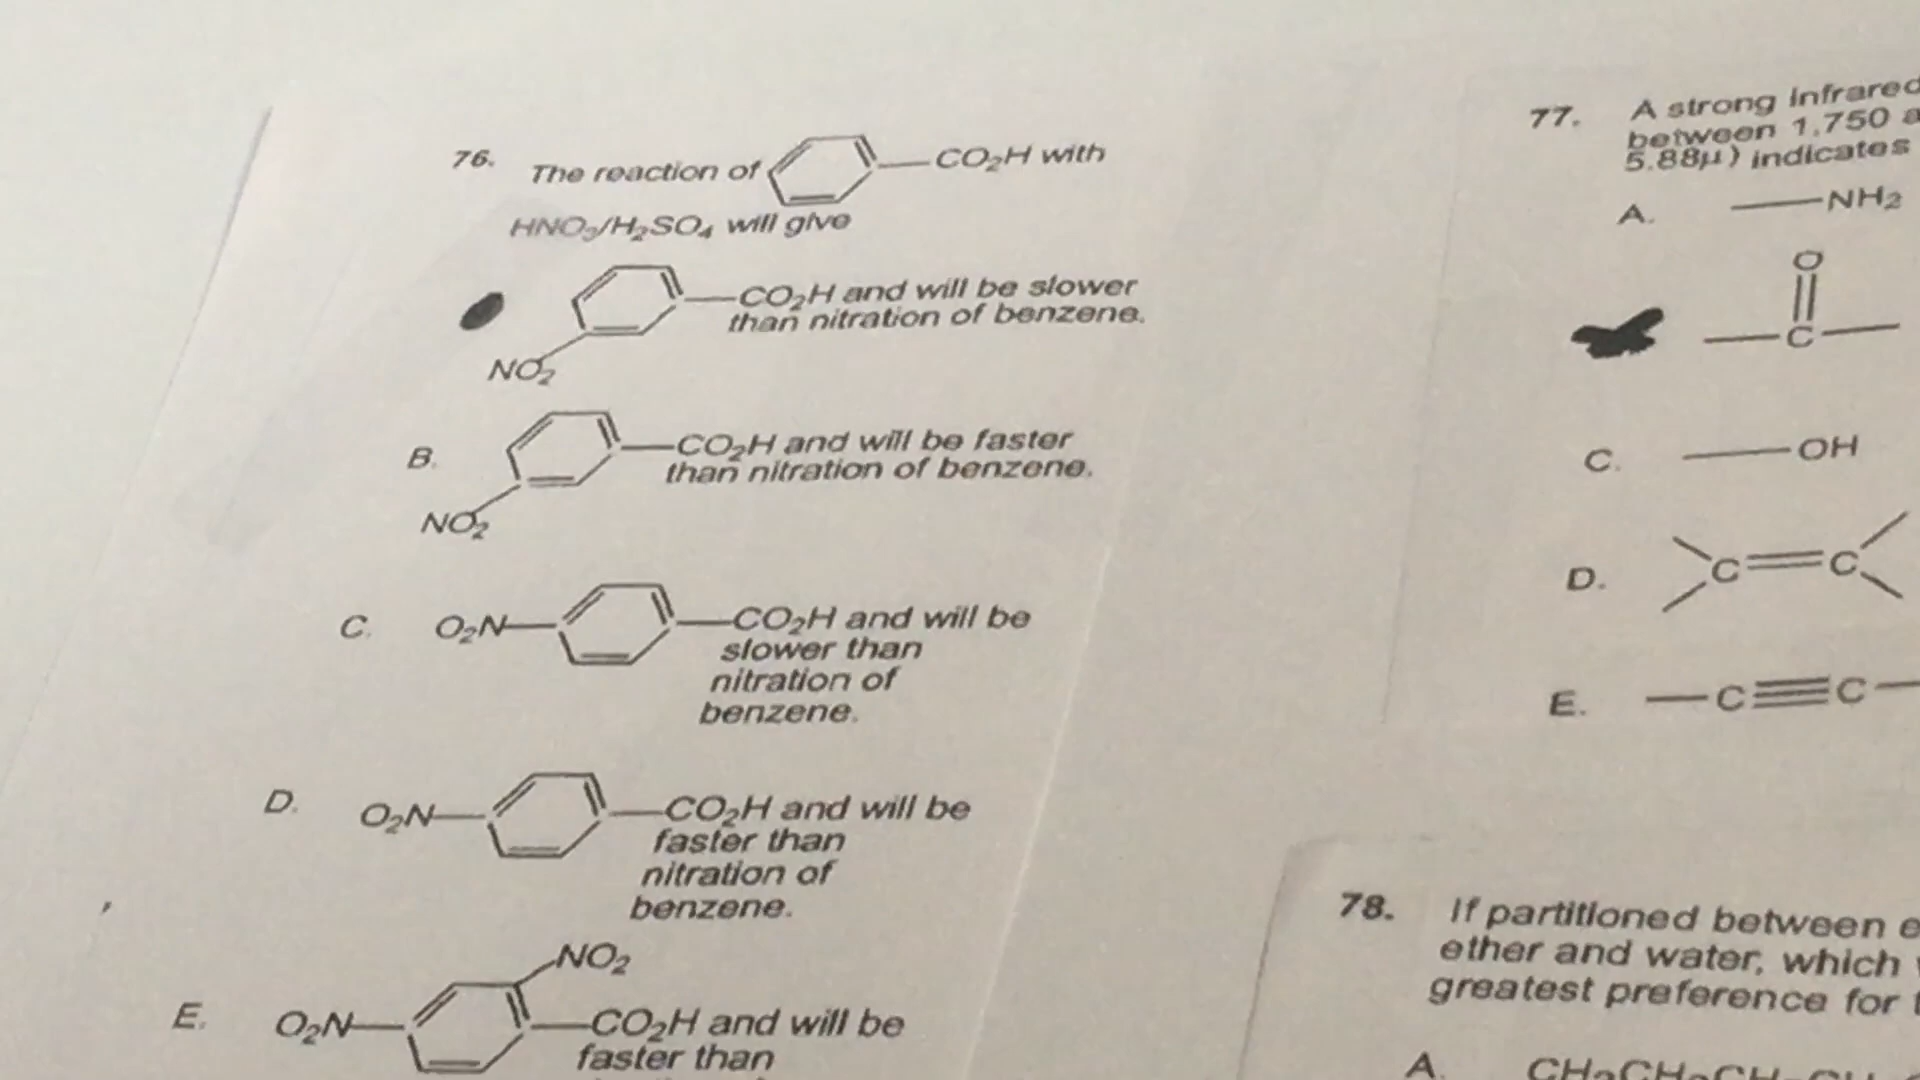 76. The reaction of CO₂H with
HNO₃/H₂SO₄ will give
CO₂H and will be slower
than nitration of benzene.
NO₂
B. CO₂H and will be faster
than nitration of benzene.
NO₂
C. O₂N CO₂H and will be
slower than
nitration of
benzene.
D. O₂N CO₂H and will be
faster than
nitration of
benzene.
NO₂
E. O₂N CO₂H and will be
faster than
77. A strong infrared
between 1,750
5.88μ) indicates
A. NH₂
O
C
C. OH
D. C C
E. C C
78. If partitioned between
ether and water, which
greatest preference for
A.